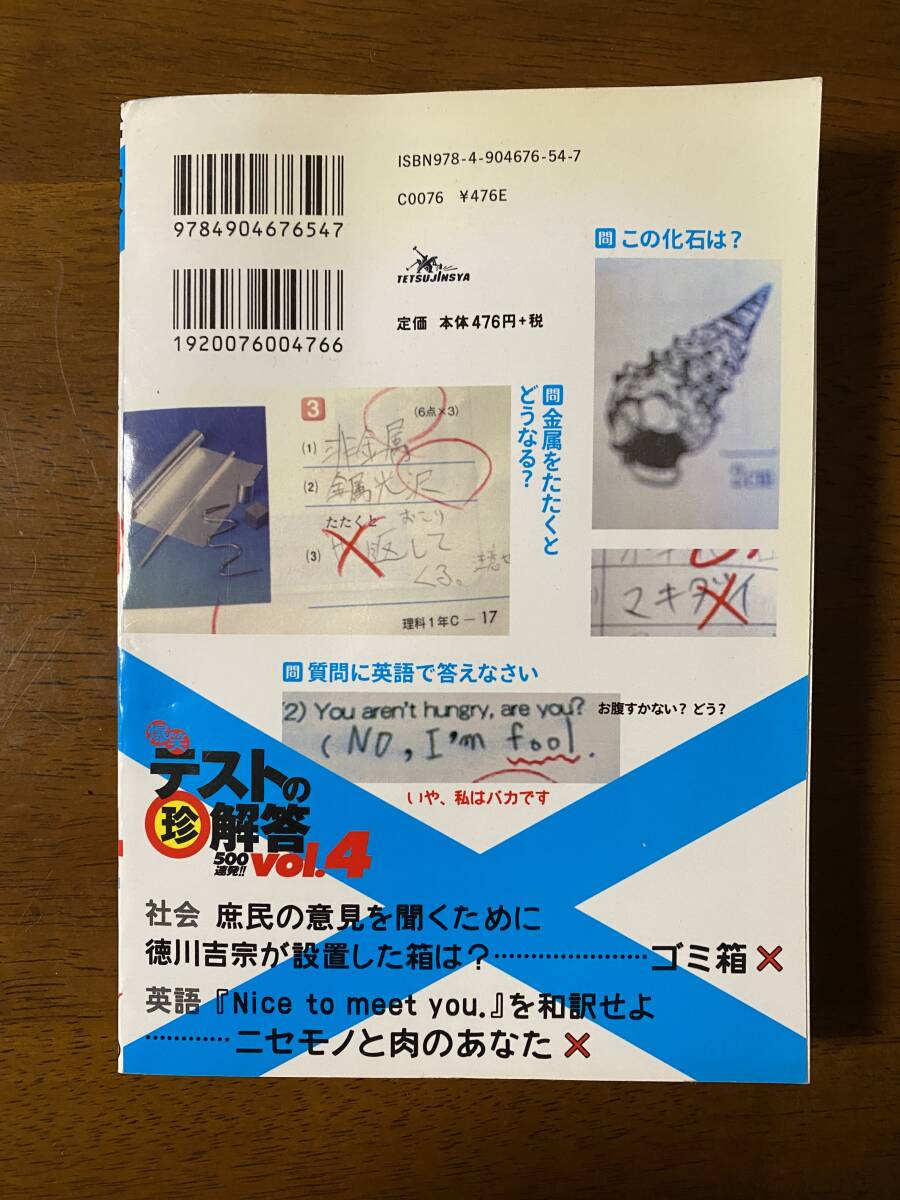 ISBN978-4-904676-54-7
C0076 ¥476E
9784904676547
TETSUJINSYA
1920076004766
定価 本体476円+税
問 この化石は?
2cm
マキダイ
問 金属をたたくと
どうなる?
3
(6点×3)
(1) 非金属
(2) 金属光沢
たたくと おこり
(3) 返して
くる。
理科1年C-17
問 質問に英語で答えなさい
(2) You aren't hungry, are you?
お腹すかない? どう?
(NO, I'm fool.
いや、私はバカです
爆笑
テストの
珍解答
500
連発!!
vol.4
社会 庶民の意見を聞くために
徳川吉宗が設置した箱は?……………………ゴミ箱 ×
英語『Nice to meet you.』を和訳せよ
…………ニセモノと肉のあなた ×